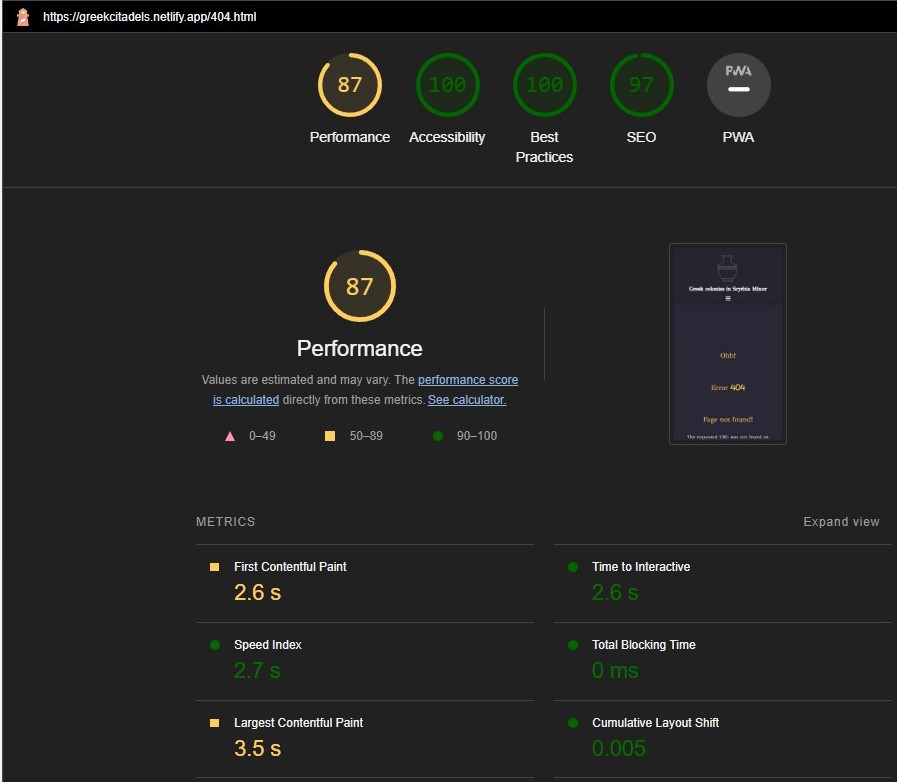 https://greekcitadels.netlify.app/404.html
87
100
100
97
PWA
Performance
Accessibility
Best
Practices
SEO
PWA
87
Performance
Values are estimated and may vary. The performance score
is calculated directly from these metrics. See calculator.
0–49
50–89
90–100
Greek colonies in Scythia Minor
Ohh!
Error 404
Page not found!
The requested URL was not found on
METRICS
Expand view
First Contentful Paint
2.6 s
Time to Interactive
2.6 s
Speed Index
2.7 s
Total Blocking Time
0 ms
Largest Contentful Paint
3.5 s
Cumulative Layout Shift
0.005